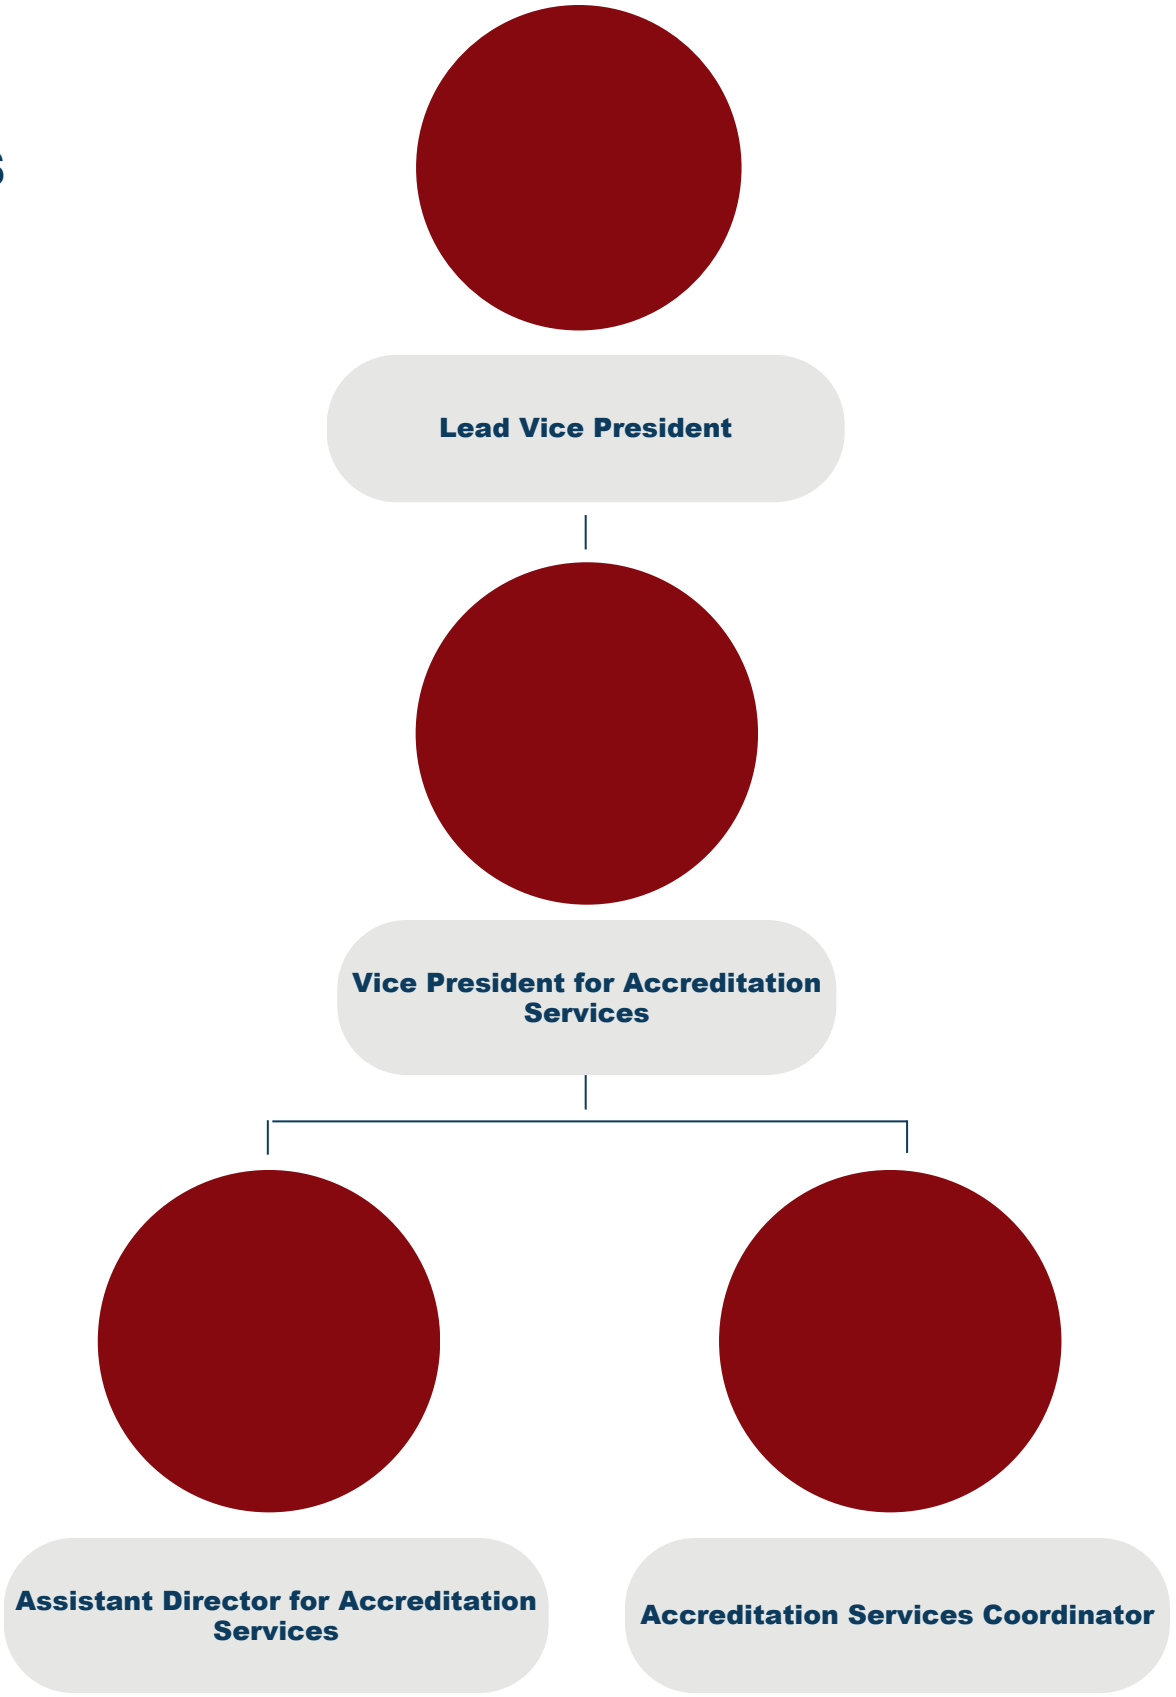 s
Lead Vice President
Vice President for Accreditation
Services
Assistant Director for Accreditation
Services
Accreditation Services Coordinator